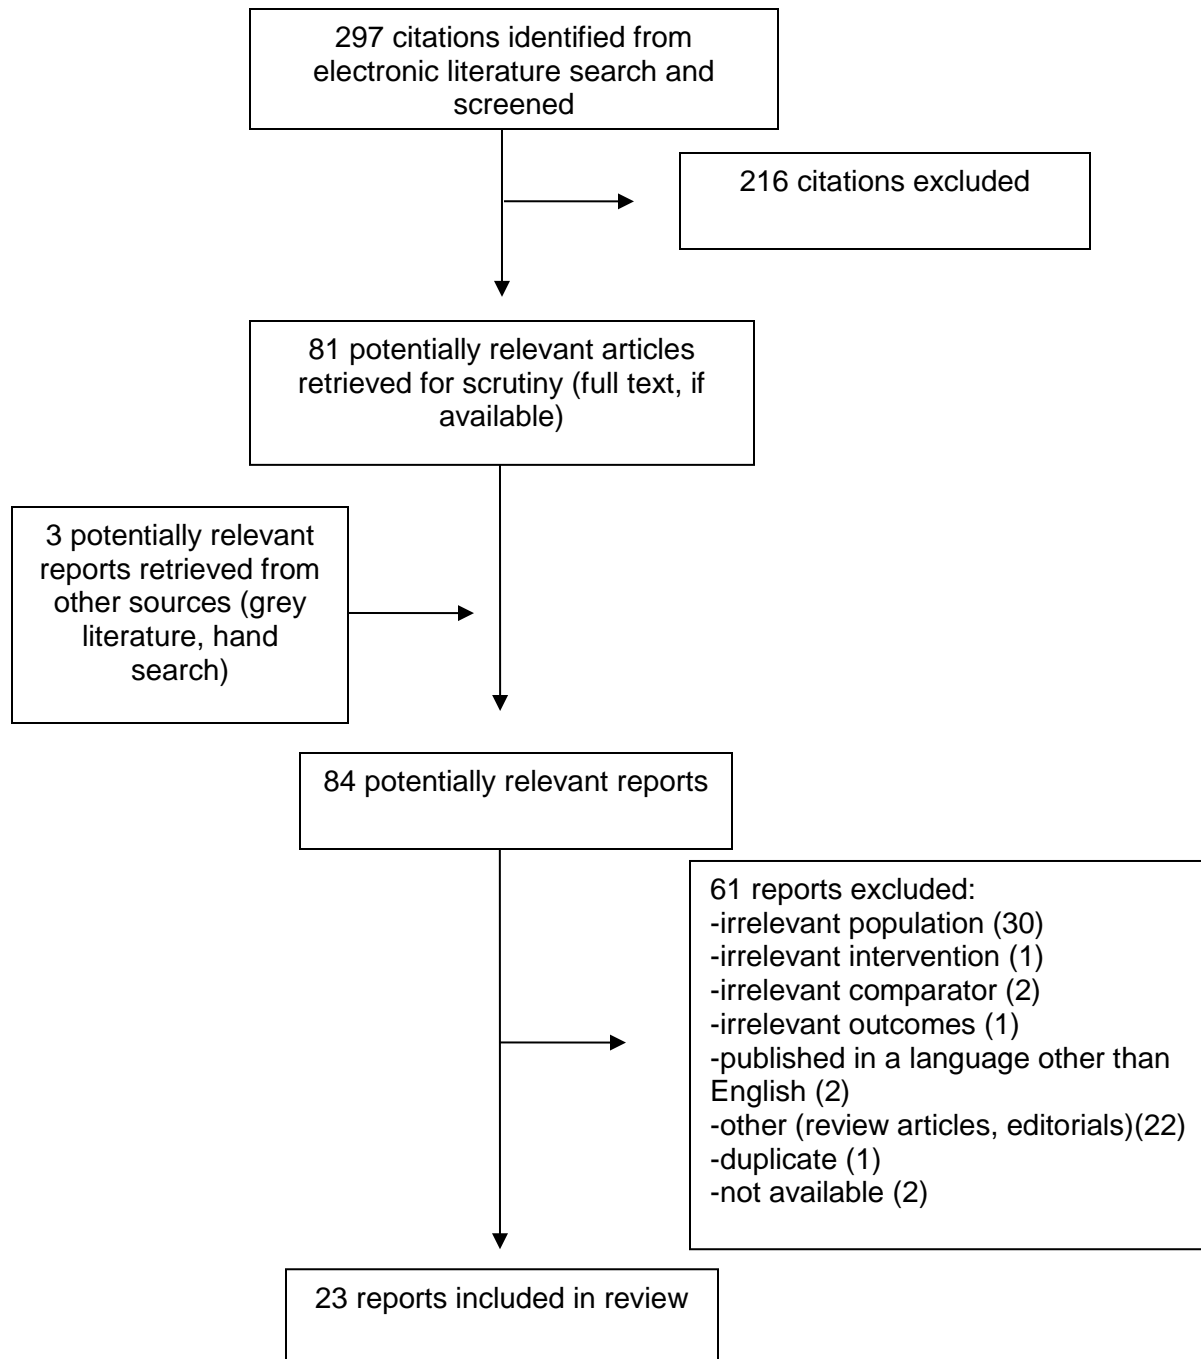 297 citations identified from
electronic literature search and
screened
216 citations excluded
81 potentially relevant articles
retrieved for scrutiny (full text, if
available)
3 potentially relevant
reports retrieved from
other sources (grey
literature, hand
search)
84 potentially relevant reports
61 reports excluded:
-irrelevant population (30)
-irrelevant intervention (1)
-irrelevant comparator (2)
-irrelevant outcomes (1)
-published in a language other than
English (2)
-other (review articles, editorials)(22)
-duplicate (1)
-not available (2)
23 reports included in review